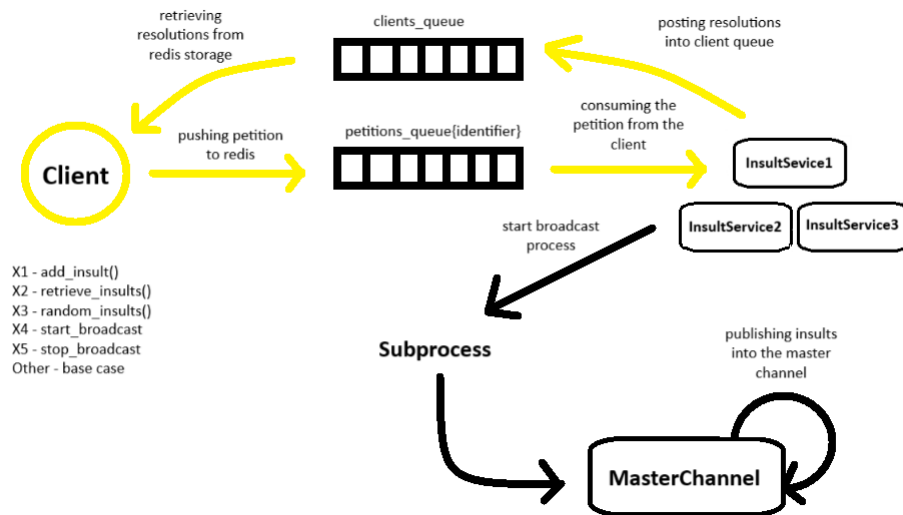 retrieving
resolutions from
redis storage
clients_queue
posting resolutions
into client queue
Client
pushing petition
to redis
petitions_queue{identifier}
consuming the
petition from the
client
InsultSevice1
InsultService2
InsultService3
start broadcast
process
X1 - add_insult()
X2 - retrieve_insults()
X3 - random_insults()
X4 - start_broadcast
X5 - stop_broadcast
Other - base case
Subprocess
publishing insults
into the master
channel
MasterChannel